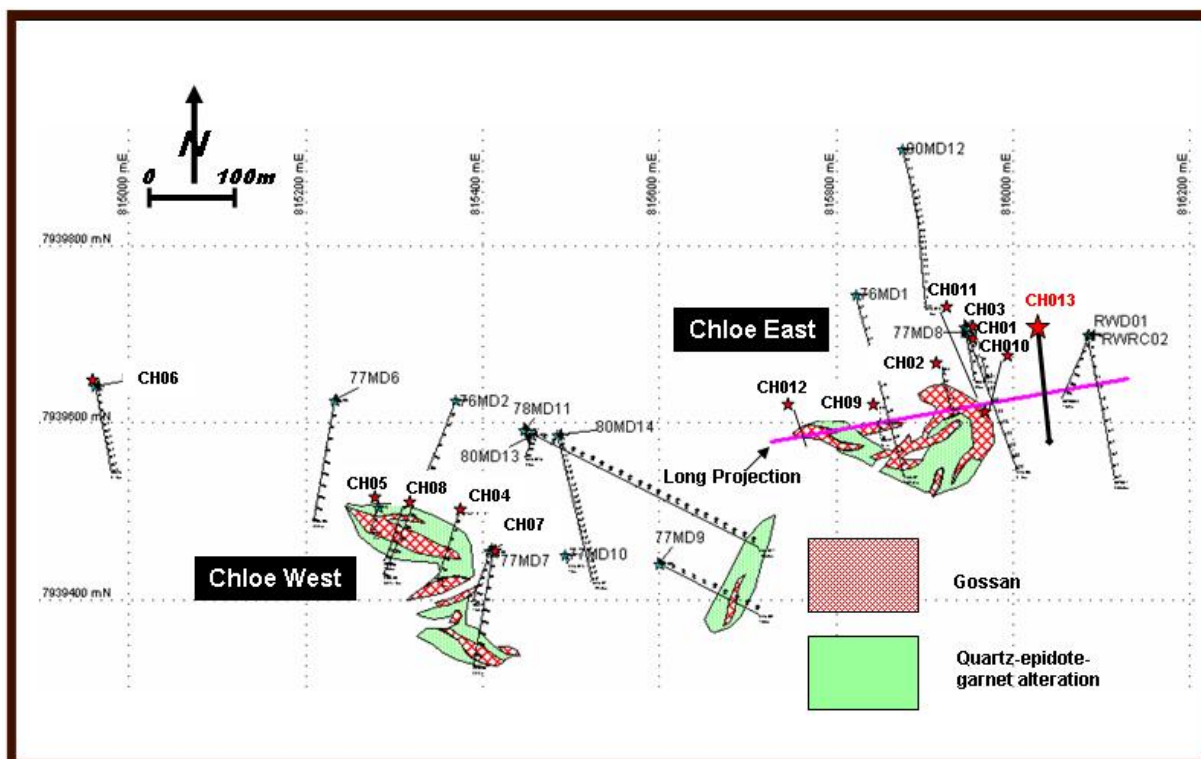 N
0 100m
815000 mE
815200 mE
815400 mE
815600 mE
815800 mE
816000 mE
816200 mE
7939800 mN
7939600 mN
7939400 mN
90MD12
76MD1
CH011
CH03
CH013
77MD8
CH01
RWD01
RWRC02
CH010
Chloe East
CH02
CH06
77MD6
76MD2
78MD11
CH012
CH09
80MD14
80MD13
Long Projection
CH05
CH08
CH04
CH07
77MD7
77MD10
77MD9
Chloe West
Gossan
Quartz-epidote-
garnet alteration